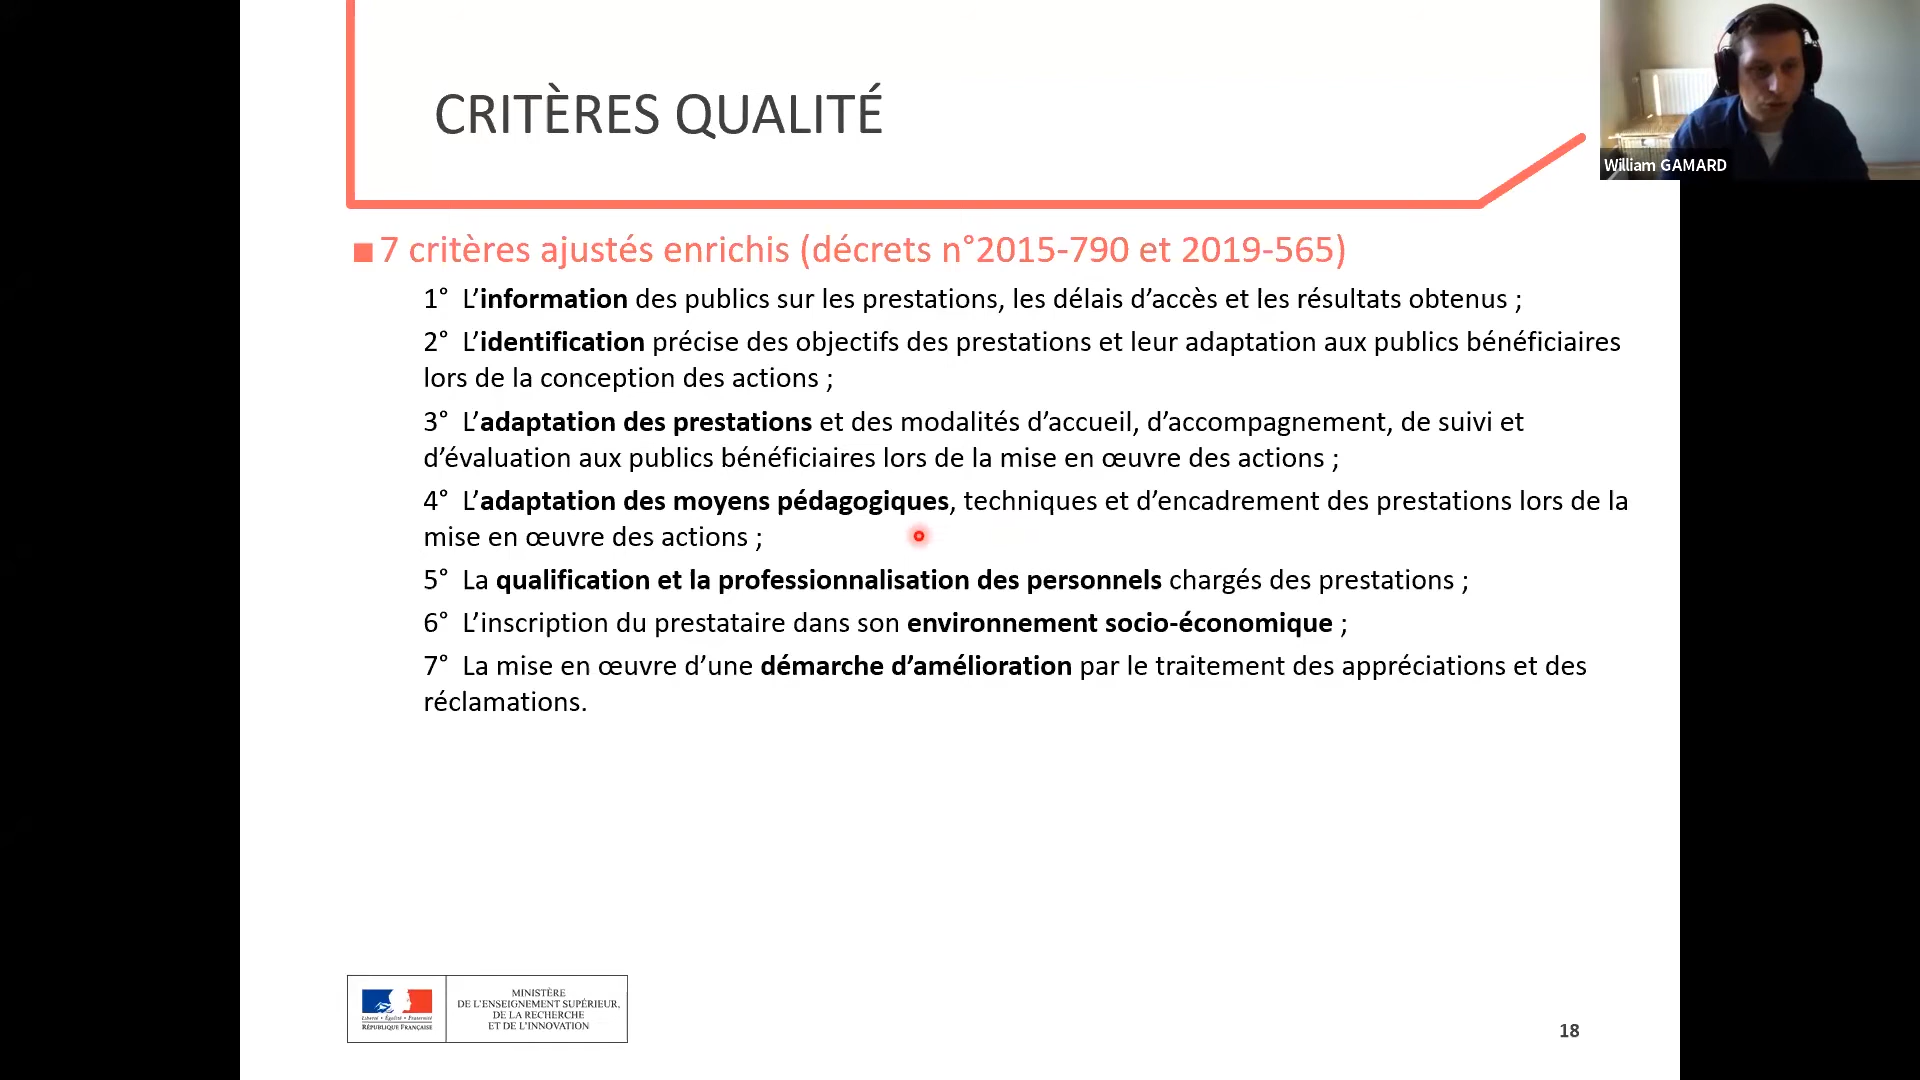 CRITÈRES QUALITÉ
William GAMARD
■ 7 critères ajustés enrichis (décrets n°2015-790 et 2019-565)
1° L’information des publics sur les prestations, les délais d’accès et les résultats obtenus ;
2° L’identification précise des objectifs des prestations et leur adaptation aux publics bénéficiaires
lors de la conception des actions ;
3° L’adaptation des prestations et des modalités d’accueil, d’accompagnement, de suivi et
d’évaluation aux publics bénéficiaires lors de la mise en œuvre des actions ;
4° L’adaptation des moyens pédagogiques, techniques et d’encadrement des prestations lors de la
mise en œuvre des actions ;
5° La qualification et la professionnalisation des personnels chargés des prestations ;
6° L’inscription du prestataire dans son environnement socio-économique ;
7° La mise en œuvre d’une démarche d’amélioration par le traitement des appréciations et des
réclamations.
Liberté • Égalité • Fraternité
RÉPUBLIQUE FRANÇAISE
MINISTÈRE
DE L’ENSEIGNEMENT SUPÉRIEUR,
DE LA RECHERCHE
ET DE L’INNOVATION
18